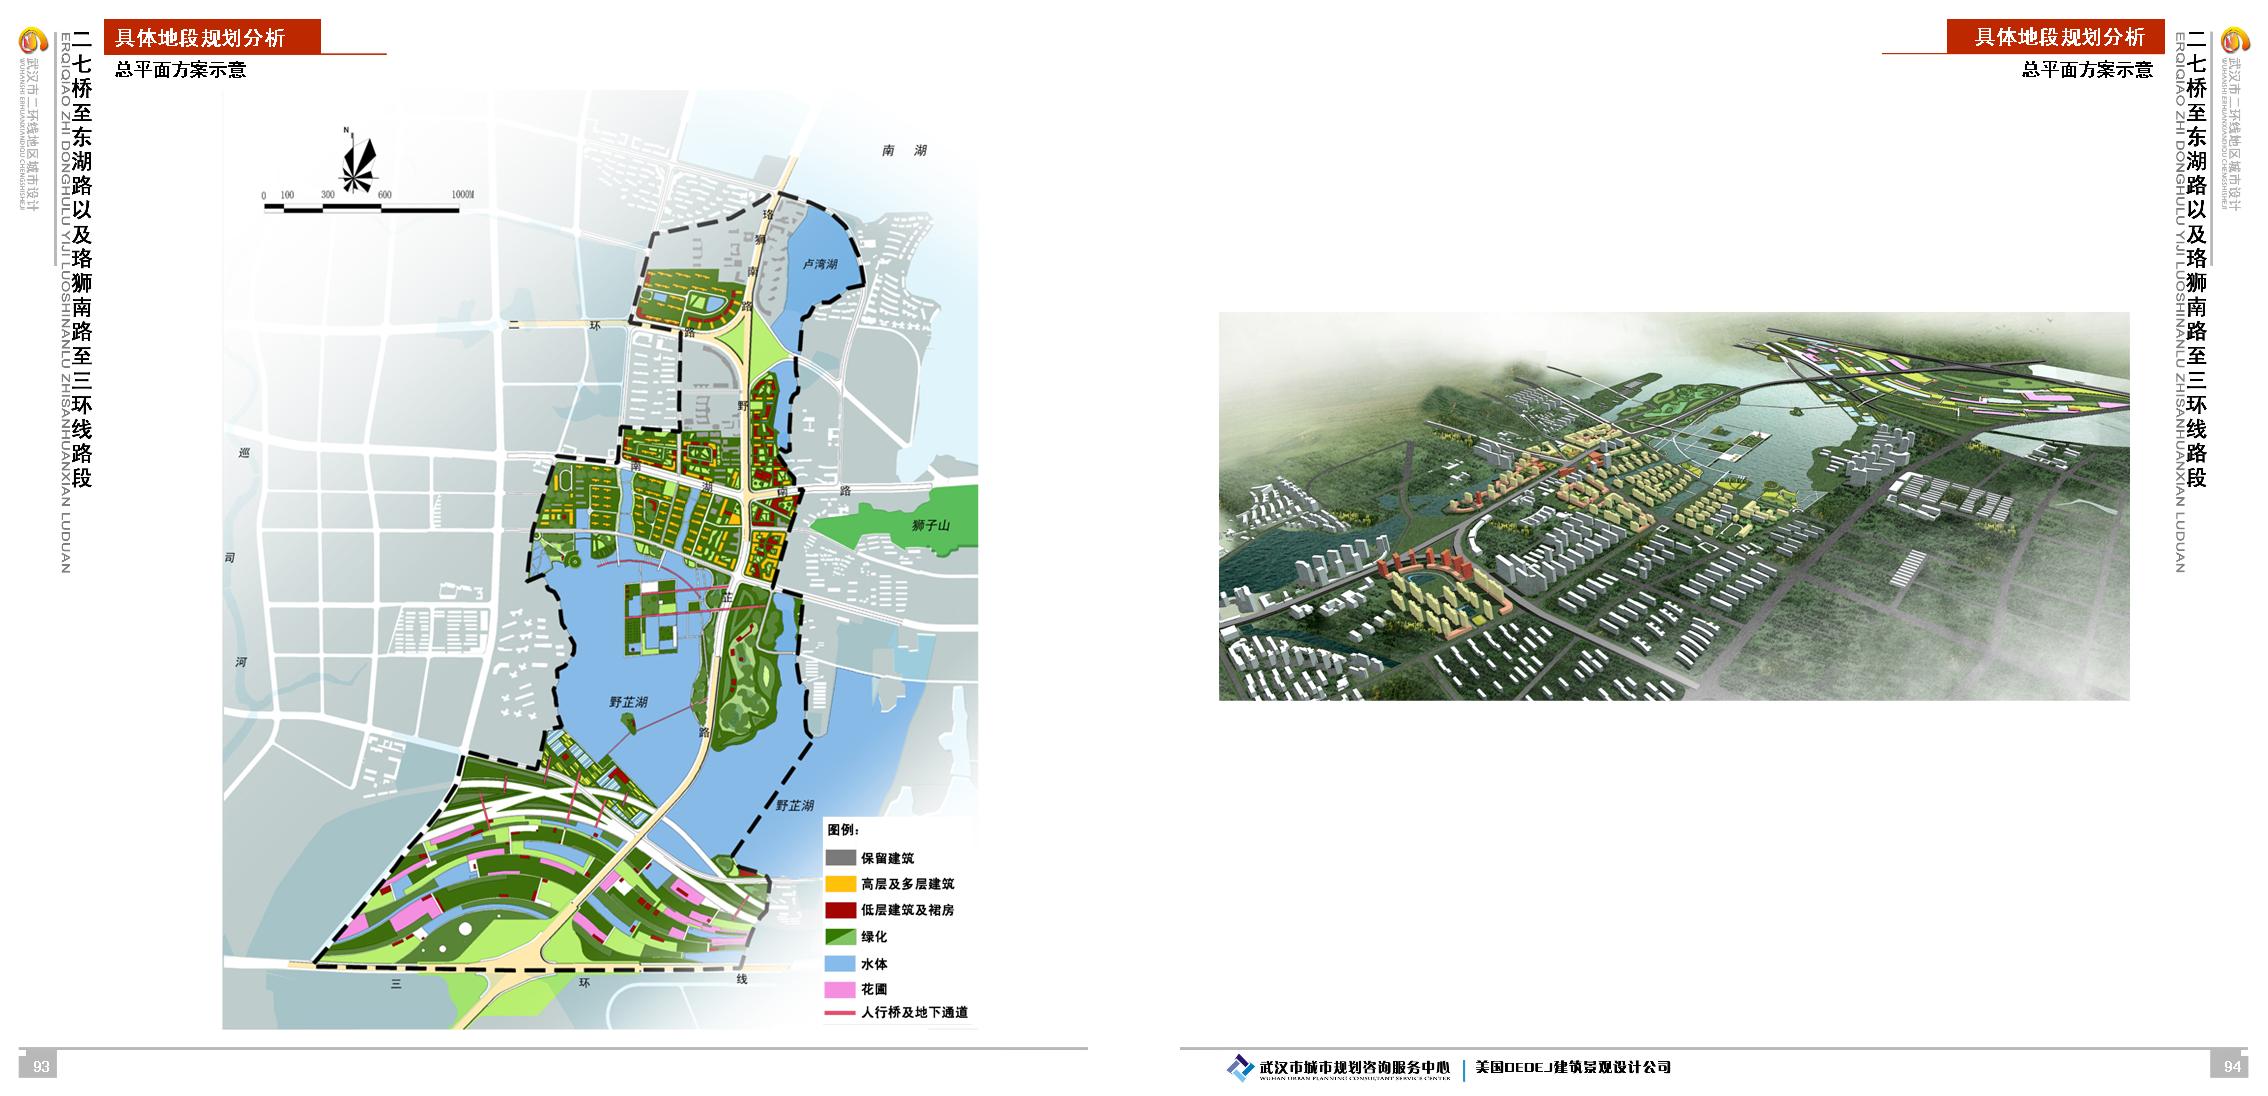 具体地段规划分析
总平面方案示意
二七桥至东湖路以及珞狮南路至三环线路段
ERQIQIAO ZHI DONGHULU YIJI LUOSHINANLU ZHISANHUANXIAN LUDUAN
武汉市二环线地区城市设计
WUHANSHI ERHUANXIANDIQU CHENGSHISHEJI
N
0 100 300 600 1000M
南 湖
珞狮南路
卢湾湖
二环路
野芷路
南湖南路
狮子山
巡司河
野芷湖
野芷湖
三环线
图例:
保留建筑
高层及多层建筑
低层建筑及裙房
绿化
水体
花圃
人行桥及地下通道
93
具体地段规划分析
总平面方案示意
二七桥至东湖路以及珞狮南路至三环线路段
ERQIQIAO ZHI DONGHULU YIJI LUOSHINANLU ZHISANHUANXIAN LUDUAN
武汉市二环线地区城市设计
WUHANSHI ERHUANXIANDIQU CHENGSHISHEJI
武汉市城市规划咨询服务中心
WUHAN URBAN PLANNING CONSULTANT SERVICE CENTER
美国DEDEJ建筑景观设计公司
94